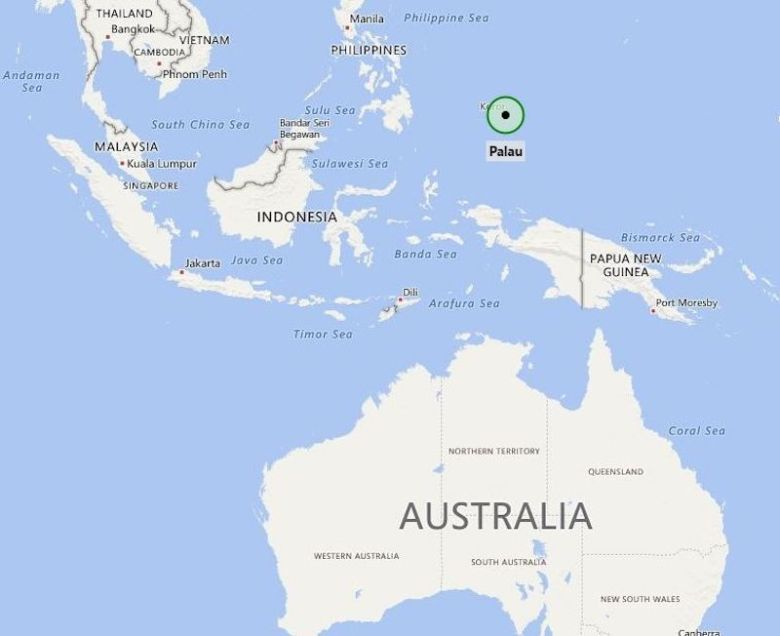 THAILAND
Bangkok
Manila
Philippine Sea
VIETNAM
PHILIPPINES
CAMBODIA
Phnom Penh
Andaman
Sea
Koror
Palau
Sulu Sea
South China Sea
Bandar Seri
Begawan
MALAYSIA
Kuala Lumpur
Sulawesi Sea
SINGAPORE
INDONESIA
Bismarck Sea
Banda Sea
Java Sea
Jakarta
PAPUA NEW
GUINEA
Dili
Arafura Sea
Port Moresby
Timor Sea
Coral Sea
NORTHERN TERRITORY
QUEENSLAND
AUSTRALIA
WESTERN AUSTRALIA
SOUTH AUSTRALIA
NEW SOUTH WALES
Canberra